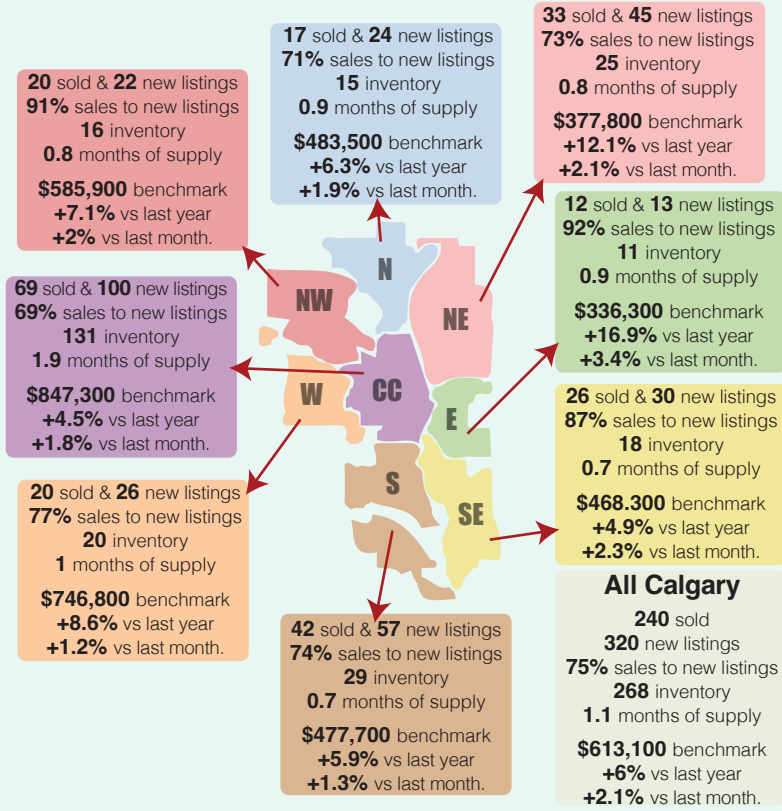 20 sold & 22 new listings
91% sales to new listings
16 inventory
0.8 months of supply
$585,900 benchmark
+7.1% vs last year
+2% vs last month.
17 sold & 24 new listings
71% sales to new listings
15 inventory
0.9 months of supply
$483,500 benchmark
+6.3% vs last year
+1.9% vs last month.
33 sold & 45 new listings
73% sales to new listings
25 inventory
0.8 months of supply
$377,800 benchmark
+12.1% vs last year
+2.1% vs last month.
12 sold & 13 new listings
92% sales to new listings
11 inventory
0.9 months of supply
$336,300 benchmark
+16.9% vs last year
+3.4% vs last month.
69 sold & 100 new listings
69% sales to new listings
131 inventory
1.9 months of supply
$847,300 benchmark
+4.5% vs last year
+1.8% vs last month.
N
NW
NE
W
CC
E
S
SE
26 sold & 30 new listings
87% sales to new listings
18 inventory
0.7 months of supply
$468.300 benchmark
+4.9% vs last year
+2.3% vs last month.
20 sold & 26 new listings
77% sales to new listings
20 inventory
1 months of supply
$746,800 benchmark
+8.6% vs last year
+1.2% vs last month.
42 sold & 57 new listings
74% sales to new listings
29 inventory
0.7 months of supply
$477,700 benchmark
+5.9% vs last year
+1.3% vs last month.
All Calgary
240 sold
320 new listings
75% sales to new listings
268 inventory
1.1 months of supply
$613,100 benchmark
+6% vs last year
+2.1% vs last month.